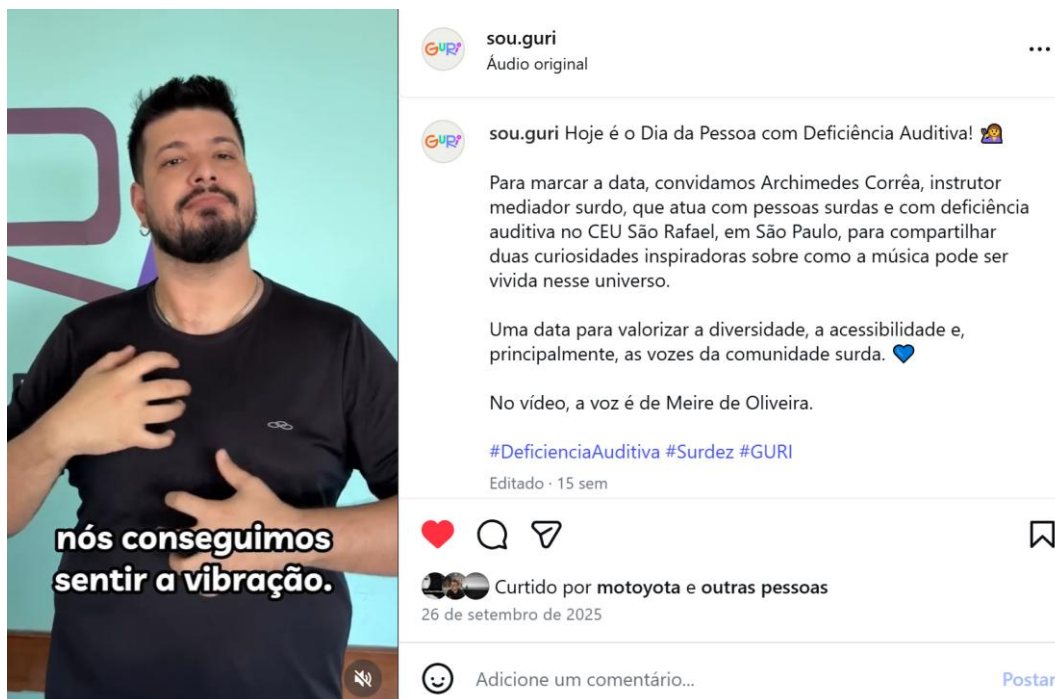 nós conseguimos
sentir a vibração.
GURI
sou.guri
Áudio original
GURI
sou.guri Hoje é o Dia da Pessoa com Deficiência Auditiva! 🧏‍♀️
Para marcar a data, convidamos Archimedes Corrêa, instrutor
mediador surdo, que atua com pessoas surdas e com deficiência
auditiva no CEU São Rafael, em São Paulo, para compartilhar
duas curiosidades inspiradoras sobre como a música pode ser
vivida nesse universo.
Uma data para valorizar a diversidade, a acessibilidade e,
principalmente, as vozes da comunidade surda. 💙
No vídeo, a voz é de Meire de Oliveira.
#DeficienciaAuditiva #Surdez #GURI
Editado · 15 sem
Curtido por motoyota e outras pessoas
26 de setembro de 2025
Adicione um comentário...
Postar